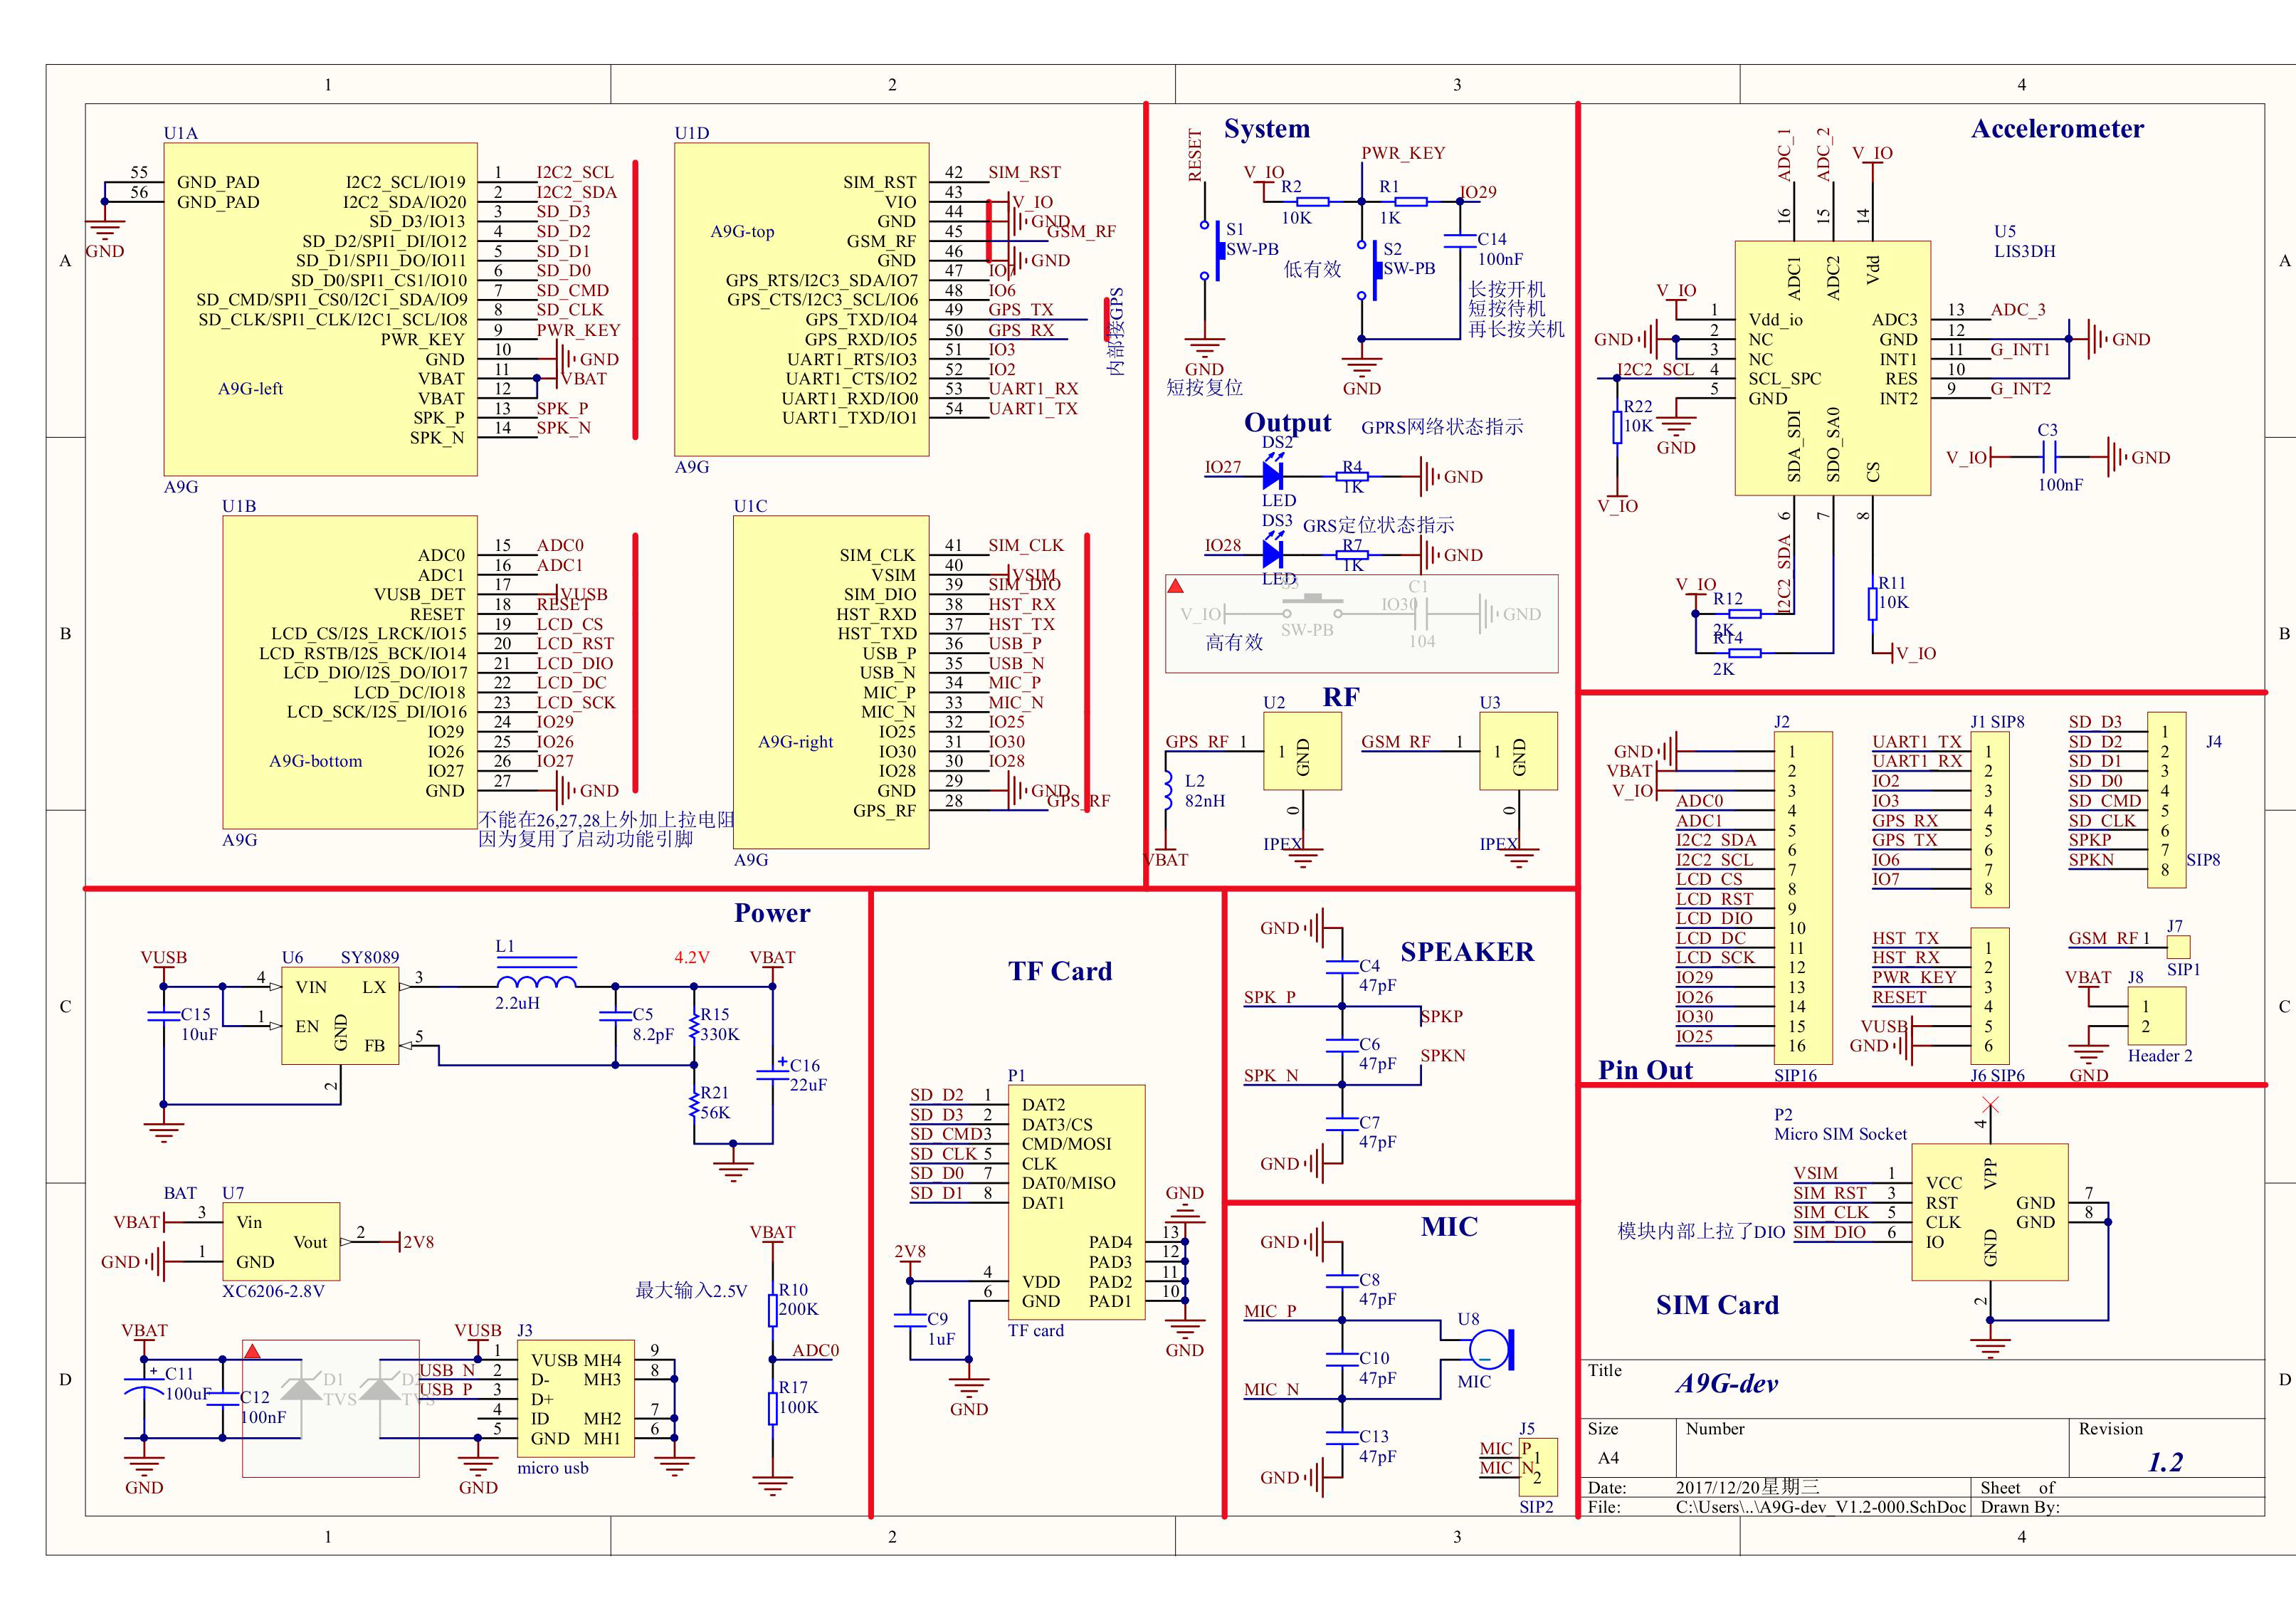 1
2
3
4
A
B
C
D
U1A
55
56
GND_PAD
GND_PAD
GND
I2C2_SCL/IO19 1 I2C2_SCL
I2C2_SDA/IO20 2 I2C2_SDA
SD_D3/IO13 3 SD_D3
SD_D2/SPI1_DI/IO12 4 SD_D2
SD_D1/SPI1_DO/IO11 5 SD_D1
SD_D0/SPI1_CS1/IO10 6 SD_D0
SD_CMD/SPI1_CS0/I2C1_SDA/IO9 7 SD_CMD
SD_CLK/SPI1_CLK/I2C1_SCL/IO8 8 SD_CLK
PWR_KEY 9 PWR_KEY
GND 10 GND
VBAT 11 VBAT
VBAT 12
SPK_P 13 SPK_P
SPK_N 14 SPK_N
A9G-left
A9G
U1D
SIM_RST 42 SIM_RST
VIO 43 V_IO
GND 44 GND
GSM_RF 45 GSM_RF
GND 46 GND
GPS_RTS/I2C3_SDA/IO7 47 IO7
GPS_CTS/I2C3_SCL/IO6 48 IO6
GPS_TXD/IO4 49 GPS_TX
GPS_RXD/IO5 50 GPS_RX
UART1_RTS/IO3 51 IO3
UART1_CTS/IO2 52 IO2
UART1_RXD/IO0 53 UART1_RX
UART1_TXD/IO1 54 UART1_TX
A9G-top
A9G
内部接GPS
U1B
ADC0 15 ADC0
ADC1 16 ADC1
VUSB_DET 17 VUSB
RESET 18 RESET
LCD_CS/I2S_LRCK/IO15 19 LCD_CS
LCD_RSTB/I2S_BCK/IO14 20 LCD_RST
LCD_DIO/I2S_DO/IO17 21 LCD_DIO
LCD_DC/IO18 22 LCD_DC
LCD_SCK/I2S_DI/IO16 23 LCD_SCK
IO29 24 IO29
IO26 25 IO26
IO27 26 IO27
GND 27 GND
A9G-bottom
A9G
不能在26,27,28上外加上拉电阻
因为复用了启动功能引脚
U1C
SIM_CLK 41 SIM_CLK
VSIM 40 VSIM
SIM_DIO 39 SIM_DIO
HST_RXD 38 HST_RX
HST_TXD 37 HST_TX
USB_P 36 USB_P
USB_N 35 USB_N
MIC_P 34 MIC_P
MIC_N 33 MIC_N
IO25 32 IO25
IO30 31 IO30
IO28 30 IO28
GND 29 GND
GPS_RF 28 GPS_RF
A9G-right
A9G
System
RESET
S1
SW-PB
GND
短按复位
V_IO
R2
10K
PWR_KEY
R1
1K
IO29
S2
SW-PB
低有效
C14
100nF
长按开机
短按待机
再长按关机
GND
Output
GPRS网络状态指示
IO27
DS2
LED
R4
1K
GND
GRS定位状态指示
IO28
DS3
LED
R7
1K
GND
V_IO
S3
SW-PB
IO30
C1
104
GND
高有效
RF
GPS_RF 1
L2
82nH
VBAT
U2
1
GND
0
IPEX
GSM_RF 1
U3
1
GND
0
IPEX
Accelerometer
ADC_1
ADC_2
V_IO
16
15
14
U5
LIS3DH
ADC1
ADC2
Vdd
V_IO
1 Vdd_io
GND
2 NC
3 NC
I2C2_SCL 4 SCL_SPC
5 GND
GND
ADC3 13 ADC_3
GND 12 GND
INT1 11 G_INT1
RES 10
INT2 9 G_INT2
SDA_SDI
SDO_SA0
CS
6
7
8
R22
10K
V_IO
I2C2_SDA
V_IO
R12
2K
R14
2K
R11
10K
V_IO
V_IO
C3
100nF
GND
J2
GND 1
VBAT 2
V_IO 3
ADC0 4
ADC1 5
I2C2_SDA 6
I2C2_SCL 7
LCD_CS 8
LCD_RST 9
LCD_DIO 10
LCD_DC 11
LCD_SCK 12
IO29 13
IO26 14
IO30 15
IO25 16
SIP16
J1 SIP8
UART1_TX 1
UART1_RX 2
IO2 3
IO3 4
GPS_RX 5
GPS_TX 6
IO6 7
IO7 8
J4
SD_D3 1
SD_D2 2
SD_D1 3
SD_D0 4
SD_CMD 5
SD_CLK 6
SPKP 7
SPKN 8
SIP8
HST_TX 1
HST_RX 2
PWR_KEY 3
RESET 4
VUSB 5
GND 6
J6 SIP6
J7
GSM_RF 1
SIP1
VBAT
J8
1
2
GND
Header 2
Pin Out
Power
VUSB
C15
10uF
U6
SY8089
4 VIN
1 EN
GND
2
LX 3
FB 5
L1
2.2uH
4.2V
VBAT
C5
8.2pF
R15
330K
R21
56K
C16
22uF
BAT
U7
VBAT 3 Vin
GND 1 GND
Vout 2 2V8
XC6206-2.8V
VBAT
C11
100uF
C12
100nF
GND
D1
TVS
D2
TVS
VUSB
USB_N
USB_P
GND
J3
1 VUSB MH4 9
2 D- MH3 8
3 D+
4 ID MH2 7
5 GND MH1 6
micro usb
最大输入2.5V
VBAT
R10
200K
ADC0
R17
100K
TF Card
P1
SD_D2 1 DAT2
SD_D3 2 DAT3/CS
SD_CMD 3 CMD/MOSI
SD_CLK 5 CLK
SD_D0 7 DAT0/MISO
SD_D1 8 DAT1
2V8
4 VDD
6 GND
C9
1uF
GND
TF card
GND
PAD4 13
PAD3 12
PAD2 11
PAD1 10
GND
SPEAKER
GND
C4
47pF
SPK_P
SPKP
C6
47pF
SPKN
SPK_N
C7
47pF
GND
MIC
GND
C8
47pF
MIC_P
C10
47pF
U8
MIC
MIC_N
C13
47pF
GND
J5
MIC_P 1
MIC_N 2
SIP2
P2
Micro SIM Socket
4
VPP
VSIM 1 VCC
SIM_RST 3 RST
SIM_CLK 5 CLK
模块内部上拉了DIO SIM_DIO 6 IO
GND 7
GND 8
GND
2
SIM Card
Title
A9G-dev
Size
A4
Number
Revision
1.2
Date: 2017/12/20星期三
Sheet of
File: C:\Users\..\A9G-dev_V1.2-000.SchDoc
Drawn By:
A
B
C
D
1
2
3
4